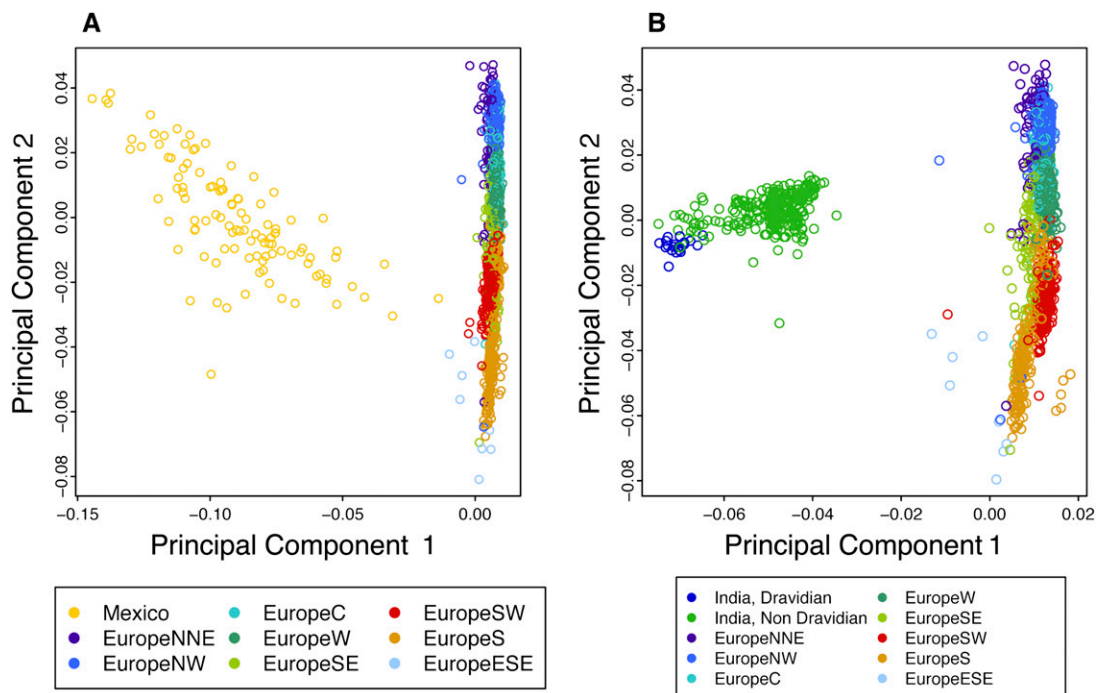 A
B
Principal Component 2
0.04
0.02
0.00
−0.02
−0.04
−0.06
−0.08
−0.15
−0.10
−0.05
0.00
Principal Component 1
Principal Component 2
0.04
0.02
0.00
−0.02
−0.04
−0.06
−0.08
−0.06
−0.04
−0.02
0.00
0.02
Principal Component 1
Mexico EuropeC EuropeSW
EuropeNNE EuropeW EuropeS
EuropeNW EuropeSE EuropeESE
India, Dravidian EuropeW
India, Non Dravidian EuropeSE
EuropeNNE EuropeSW
EuropeNW EuropeS
EuropeC EuropeESE